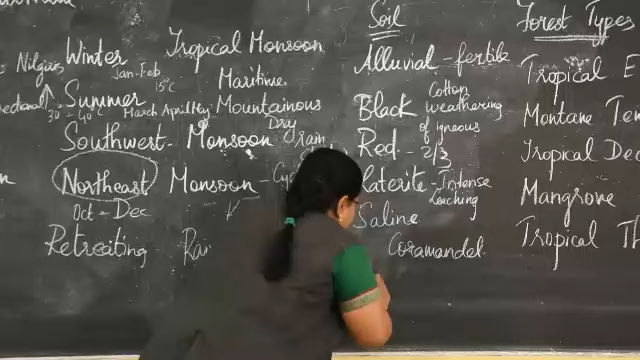 Nilgiris Winter Tropical Monsoon
Jan-Feb
15°C
Maritime
Summer
30 - 40°C March April May Mountainous
Dry
Southwest - Monsoon rain
Northeast Monsoon -
Oct - Dec
Retreating -
Soil
Alluvial - fertile
Cotton
Black weathering
of igneous
Red - 2/3
Laterite - Intense
Leaching
Saline
Coromandel
Forest Types
Tropical E
Montane Tem
Tropical Dec
Mangrove
Tropical Th